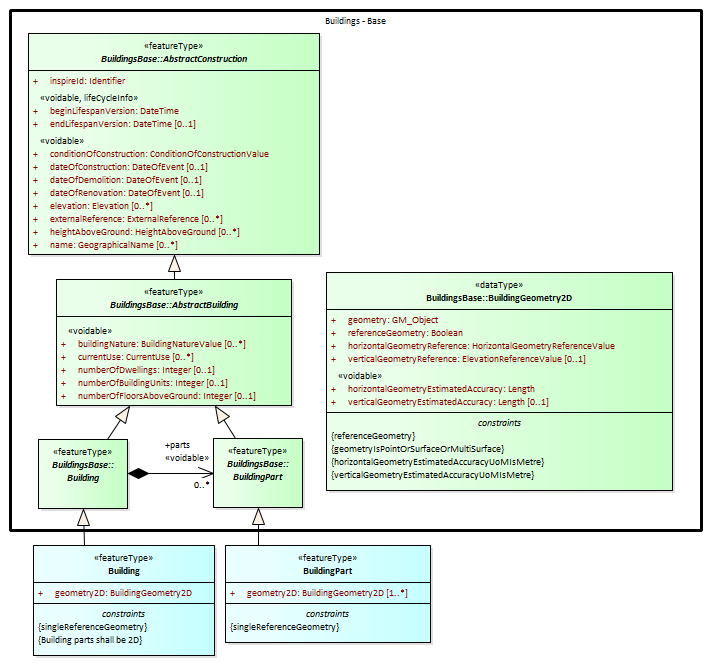 Buildings - Base
«featureType»
BuildingsBase::AbstractConstruction
+ inspireId: Identifier
«voidable, lifeCycleInfo»
+ beginLifespanVersion: DateTime
+ endLifespanVersion: DateTime [0..1]
«voidable»
+ conditionOfConstruction: ConditionOfConstructionValue
+ dateOfConstruction: DateOfEvent [0..1]
+ dateOfDemolition: DateOfEvent [0..1]
+ dateOfRenovation: DateOfEvent [0..1]
+ elevation: Elevation [0..*]
+ externalReference: ExternalReference [0..*]
+ heightAboveGround: HeightAboveGround [0..*]
+ name: GeographicalName [0..*]
«featureType»
BuildingsBase::AbstractBuilding
«voidable»
+ buildingNature: BuildingNatureValue [0..*]
+ currentUse: CurrentUse [0..*]
+ numberOfDwellings: Integer [0..1]
+ numberOfBuildingUnits: Integer [0..1]
+ numberOfFloorsAboveGround: Integer [0..1]
«dataType»
BuildingsBase::BuildingGeometry2D
+ geometry: GM_Object
+ referenceGeometry: Boolean
+ horizontalGeometryReference: HorizontalGeometryReferenceValue
+ verticalGeometryReference: ElevationReferenceValue [0..1]
«voidable»
+ horizontalGeometryEstimatedAccuracy: Length
+ verticalGeometryEstimatedAccuracy: Length [0..1]
constraints
{referenceGeometry}
{geometryIsPointOrSurfaceOrMultiSurface}
{horizontalGeometryEstimatedAccuracyUoMIsMetre}
{verticalGeometryEstimatedAccuracyUoMIsMetre}
«featureType»
BuildingsBase::
Building
+parts
«voidable»
0..*
«featureType»
BuildingsBase::
BuildingPart
«featureType»
Building
+ geometry2D: BuildingGeometry2D
constraints
{singleReferenceGeometry}
{Building parts shall be 2D}
«featureType»
BuildingPart
+ geometry2D: BuildingGeometry2D [1..*]
constraints
{singleReferenceGeometry}